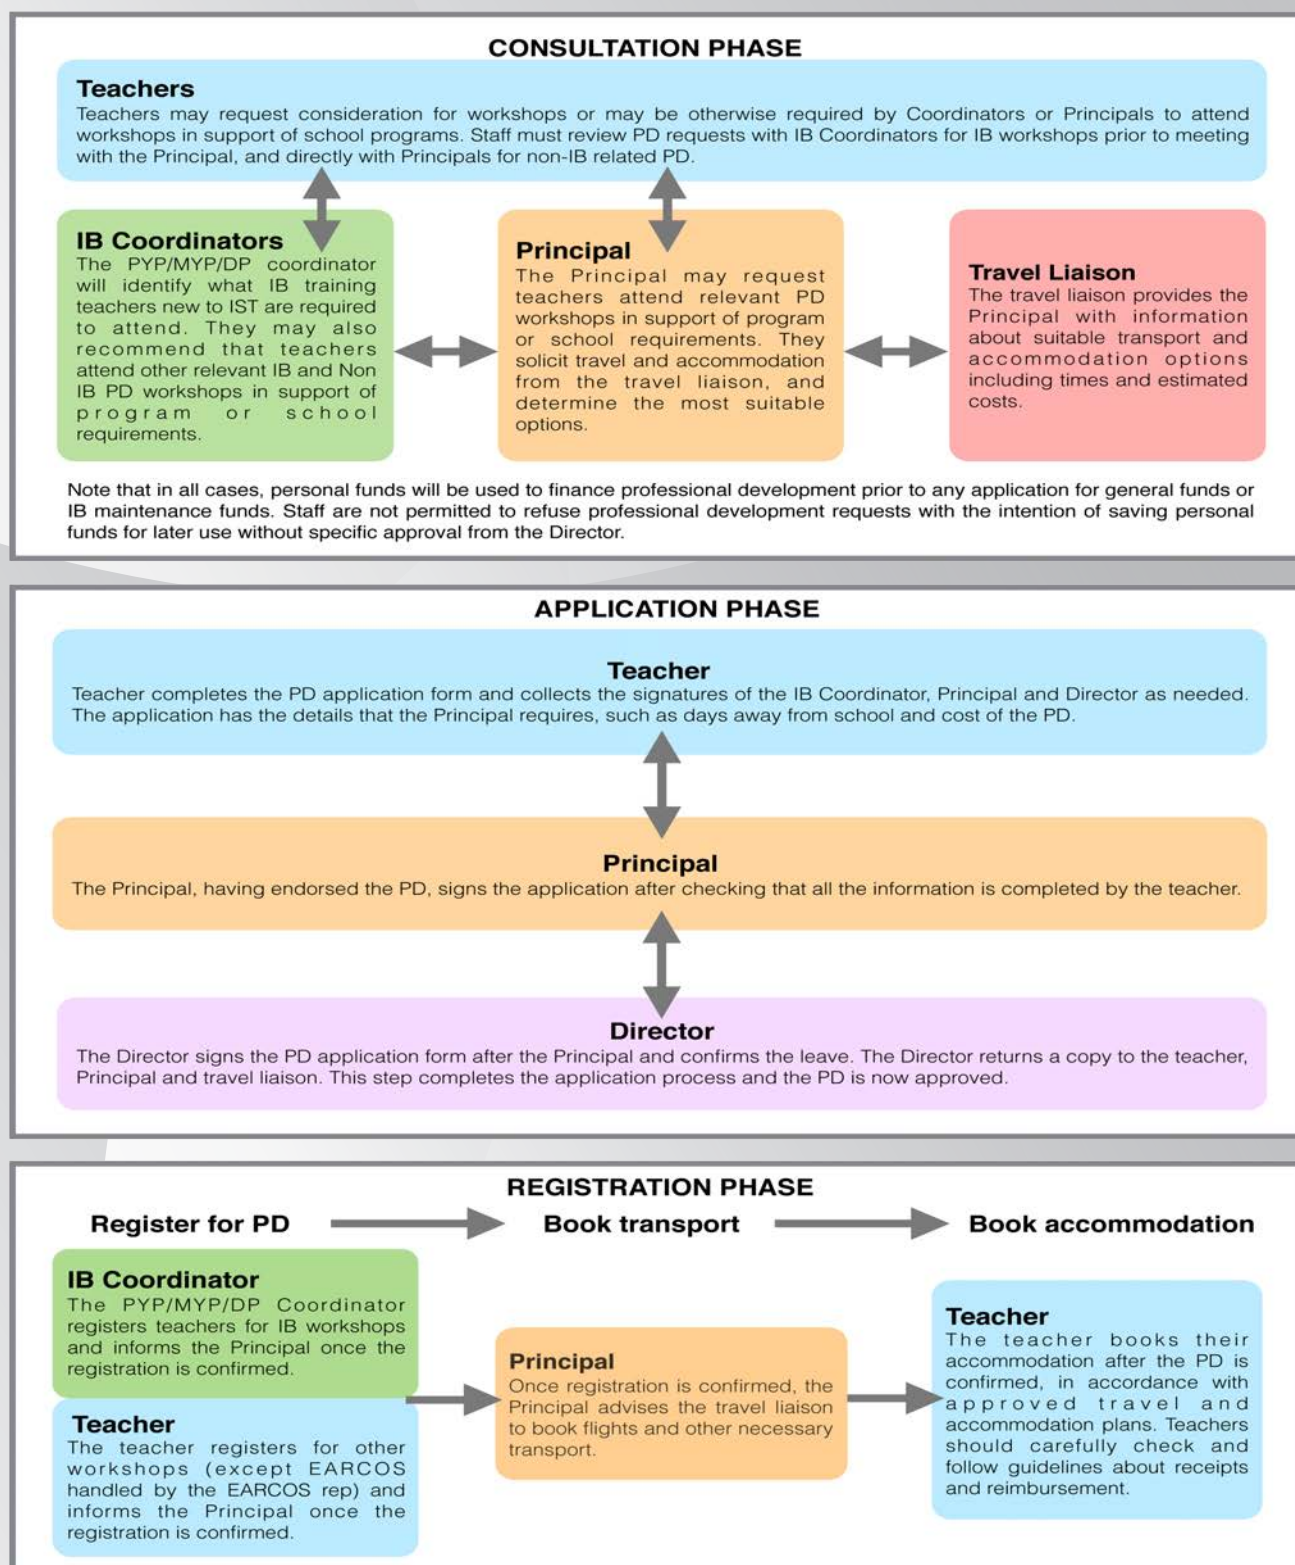 CONSULTATION PHASE
Teachers
Teachers may request consideration for workshops or may be otherwise required by Coordinators or Principals to attend
workshops in support of school programs. Staff must review PD requests with IB Coordinators for IB workshops prior to meeting
with the Principal, and directly with Principals for non-IB related PD.
IB Coordinators
The PYP/MYP/DP coordinator
will identify what IB training
teachers new to IST are required
to attend. They may also
recommend that teachers
attend other relevant IB and Non
IB PD workshops in support of
program or school
requirements.
Principal
The Principal may request
teachers attend relevant PD
workshops in support of program
or school requirements. They
solicit travel and accommodation
from the travel liaison, and
determine the most suitable
options.
Travel Liaison
The travel liaison provides the
Principal with information
about suitable transport and
accommodation options
including times and estimated
costs.
Note that in all cases, personal funds will be used to finance professional development prior to any application for general funds or
IB maintenance funds. Staff are not permitted to refuse professional development requests with the intention of saving personal
funds for later use without specific approval from the Director.
APPLICATION PHASE
Teacher
Teacher completes the PD application form and collects the signatures of the IB Coordinator, Principal and Director as needed.
The application has the details that the Principal requires, such as days away from school and cost of the PD.
Principal
The Principal, having endorsed the PD, signs the application after checking that all the information is completed by the teacher.
Director
The Director signs the PD application form after the Principal and confirms the leave. The Director returns a copy to the teacher,
Principal and travel liaison. This step completes the application process and the PD is now approved.
REGISTRATION PHASE
Register for PD
Book transport
Book accommodation
IB Coordinator
The PYP/MYP/DP Coordinator
registers teachers for IB workshops
and informs the Principal once the
registration is confirmed.
Teacher
The teacher registers for other
workshops (except EARCOS
handled by the EARCOS rep) and
informs the Principal once the
registration is confirmed.
Principal
Once registration is confirmed, the
Principal advises the travel liaison
to book flights and other necessary
transport.
Teacher
The teacher books their
accommodation after the PD is
confirmed, in accordance with
approved travel and
accommodation plans. Teachers
should carefully check and
follow guidelines about receipts
and reimbursement.